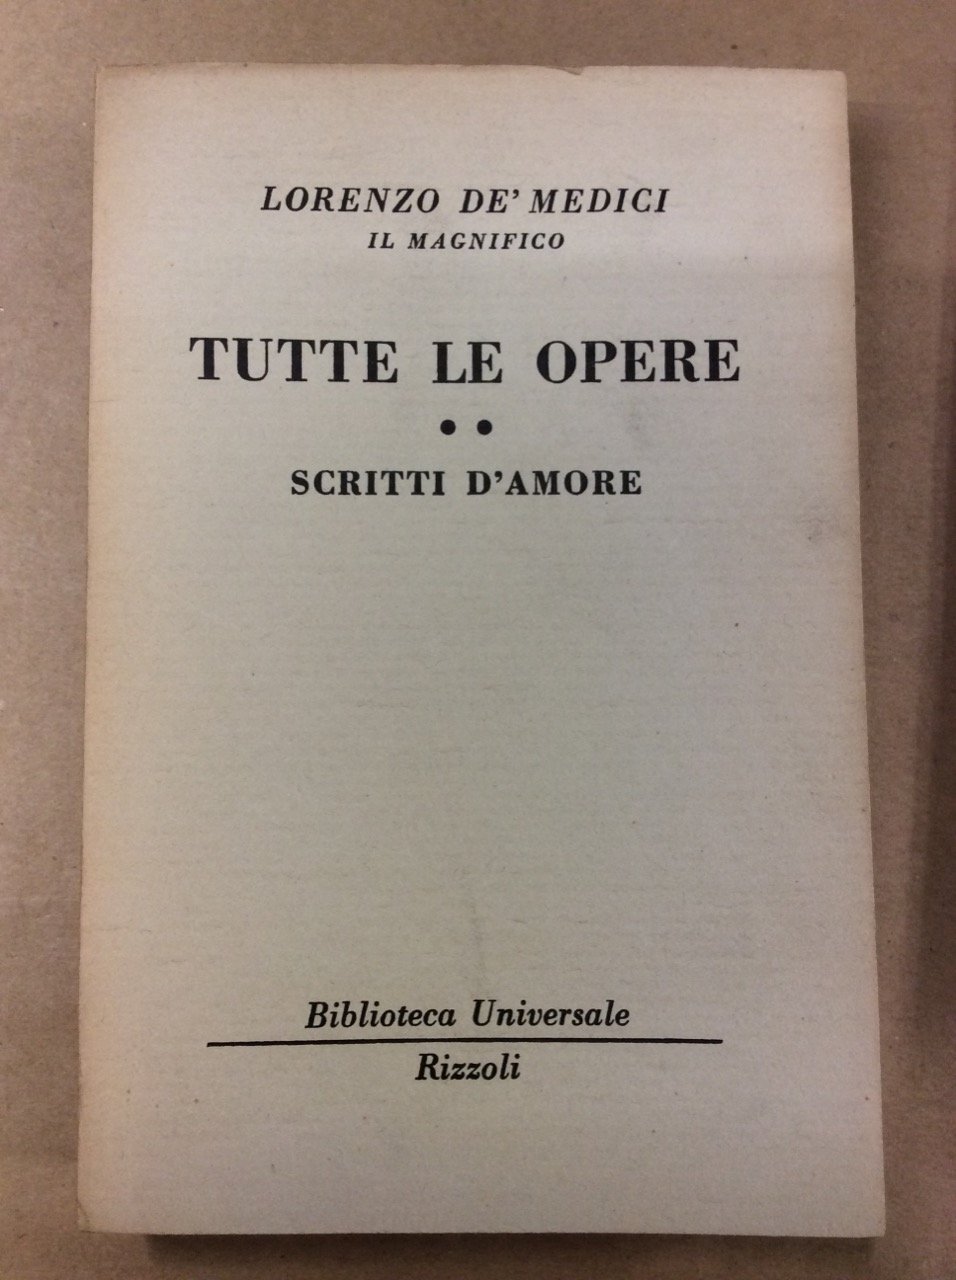 LORENZO DE' MEDICI
IL MAGNIFICO
TUTTE LE OPERE
• •
SCRITTI D'AMORE
Biblioteca Universale
Rizzoli